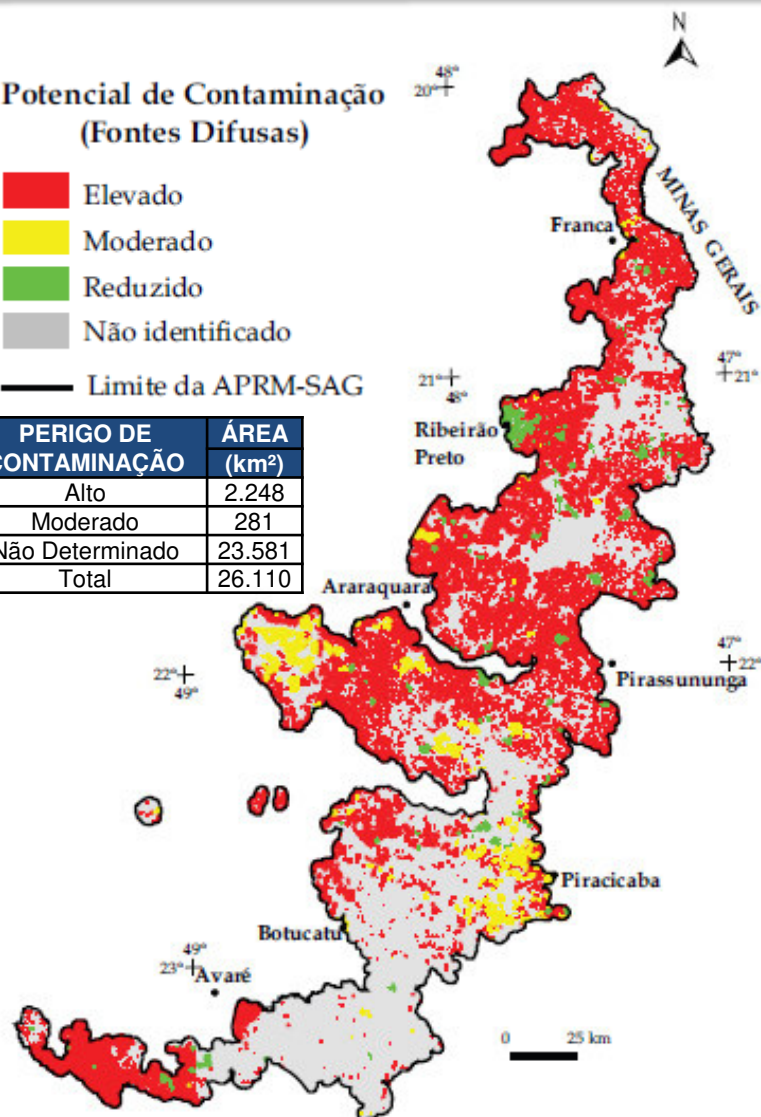 N
Potencial de Contaminação
(Fontes Difusas)
Elevado
Moderado
Reduzido
Não identificado
Limite da APRM-SAG
48°
20°
MINAS GERAIS
Franca
47°
21°
21°
48°
Ribeirão
Preto
PERIGO DE ÁREA
CONTAMINAÇÃO (km²)
Alto 2.248
Moderado 281
Não Determinado 23.581
Total 26.110
Araraquara
47°
22°
22°
49°
Pirassununga
Piracicaba
Botucatu
49°
23°
Avaré
0 25 km